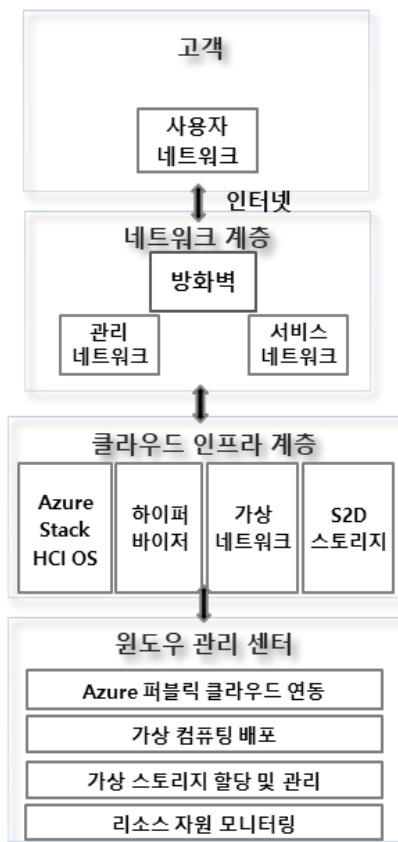 고객
사용자
네트워크
인터넷
네트워크 계층
방화벽
관리
네트워크
서비스
네트워크
클라우드 인프라 계층
Azure
Stack
HCI OS
하이퍼
바이저
가상
네트워크
S2D
스토리지
윈도우 관리 센터
Azure 퍼블릭 클라우드 연동
가상 컴퓨팅 배포
가상 스토리지 할당 및 관리
리소스 자원 모니터링